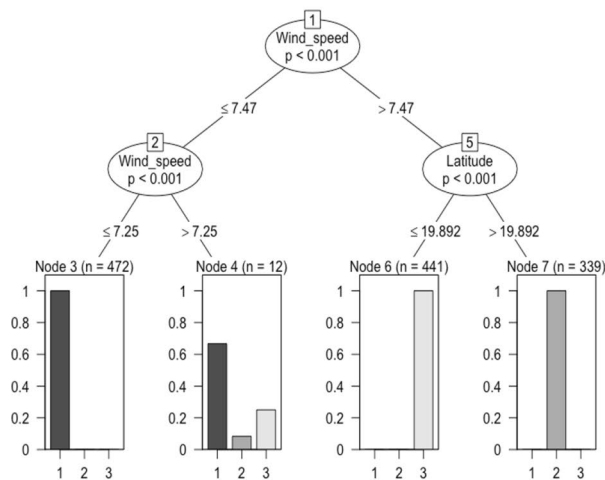 1
Wind_speed
p < 0.001
≤ 7.47
> 7.47
2
Wind_speed
p < 0.001
5
Latitude
p < 0.001
≤ 7.25
> 7.25
≤ 19.892
> 19.892
Node 3 (n = 472)
1
0.8
0.6
0.4
0.2
0
1 2 3
Node 4 (n = 12)
1
0.8
0.6
0.4
0.2
0
1 2 3
Node 6 (n = 441)
1
0.8
0.6
0.4
0.2
0
1 2 3
Node 7 (n = 339)
1
0.8
0.6
0.4
0.2
0
1 2 3